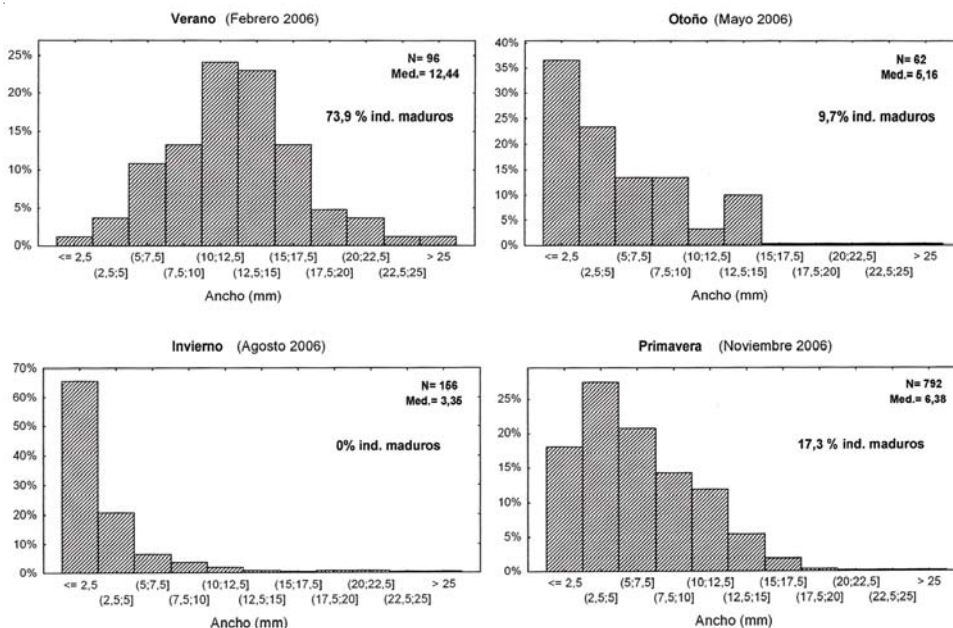 Verano (Febrero 2006)
25%
20%
15%
10%
5%
0%
N= 96
Med.= 12,44
73,9 % ind. maduros
<= 2,5 (5;7,5] (10;12,5] (15;17,5] (20;22,5] > 25
(2,5;5] (7,5;10] (12,5;15] (17,5;20] (22,5;25]
Ancho (mm)
Otoño (Mayo 2006)
40%
35%
30%
25%
20%
15%
10%
5%
0%
N= 62
Med.= 5,16
9,7% ind. maduros
<= 2,5 (5;7,5] (10;12,5] (15;17,5] (20;22,5] > 25
(2,5;5] (7,5;10] (12,5;15] (17,5;20] (22,5;25]
Ancho (mm)
Invierno (Agosto 2006)
70%
60%
50%
40%
30%
20%
10%
0%
N= 156
Med.= 3,35
0% ind. maduros
<= 2,5 (5;7,5] (10;12,5] (15;17,5] (20;22,5] > 25
(2,5;5] (7,5;10] (12,5;15] (17,5;20] (22,5;25]
Ancho (mm)
Primavera (Noviembre 2006)
25%
20%
15%
10%
5%
0%
N= 792
Med.= 6,38
17,3 % ind. maduros
<= 2,5 (5;7,5] (10;12,5] (15;17,5] (20;22,5] > 25
(2,5;5] (7,5;10] (12,5;15] (17,5;20] (22,5;25]
Ancho (mm)